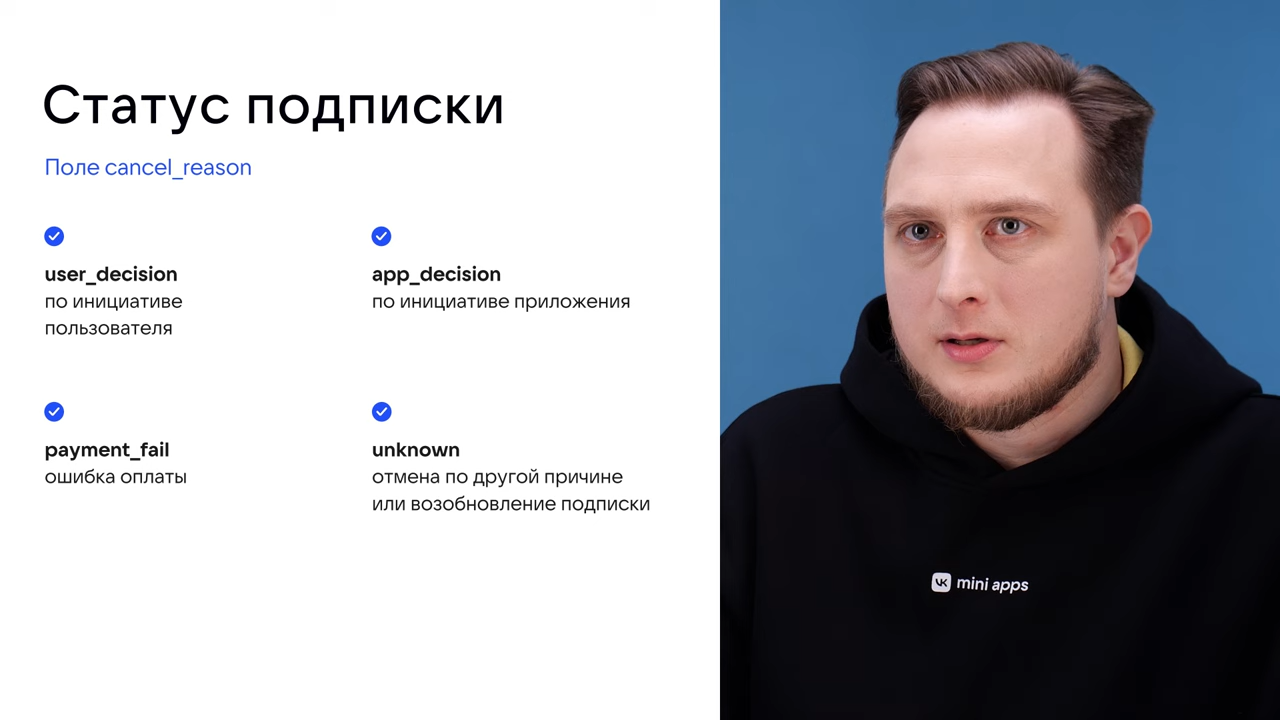 Статус подписки
Поле cancel_reason
user_decision
по инициативе
пользователя
app_decision
по инициативе приложения
payment_fail
ошибка оплаты
unknown
отмена по другой причине
или возобновление подписки
VK mini apps